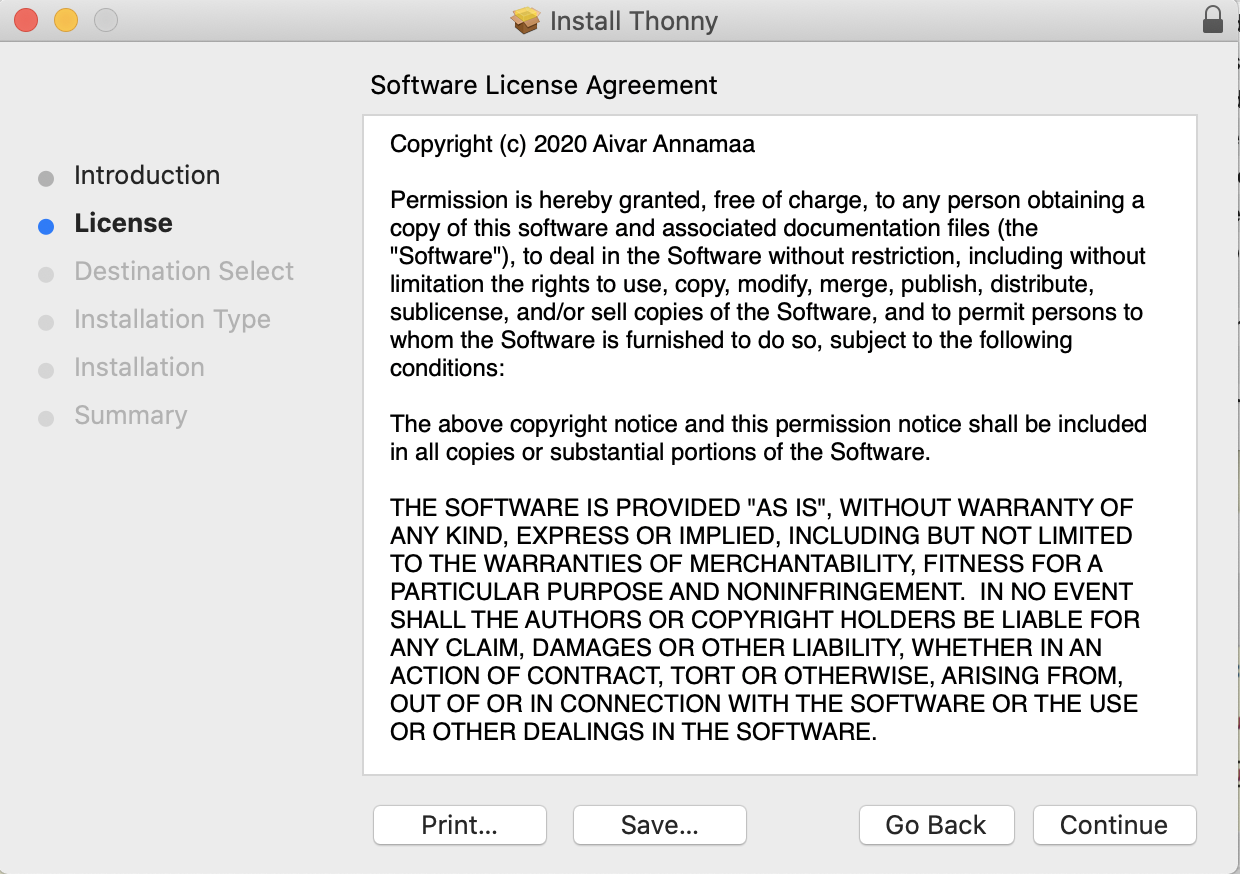 Install Thonny
Software License Agreement
Introduction
License
Destination Select
Installation Type
Installation
Summary
Copyright (c) 2020 Aivar Annamaa
Permission is hereby granted, free of charge, to any person obtaining a
copy of this software and associated documentation files (the
"Software"), to deal in the Software without restriction, including without
limitation the rights to use, copy, modify, merge, publish, distribute,
sublicense, and/or sell copies of the Software, and to permit persons to
whom the Software is furnished to do so, subject to the following
conditions:
The above copyright notice and this permission notice shall be included
in all copies or substantial portions of the Software.
THE SOFTWARE IS PROVIDED "AS IS", WITHOUT WARRANTY OF
ANY KIND, EXPRESS OR IMPLIED, INCLUDING BUT NOT LIMITED
TO THE WARRANTIES OF MERCHANTABILITY, FITNESS FOR A
PARTICULAR PURPOSE AND NONINFRINGEMENT.  IN NO EVENT
SHALL THE AUTHORS OR COPYRIGHT HOLDERS BE LIABLE FOR
ANY CLAIM, DAMAGES OR OTHER LIABILITY, WHETHER IN AN
ACTION OF CONTRACT, TORT OR OTHERWISE, ARISING FROM,
OUT OF OR IN CONNECTION WITH THE SOFTWARE OR THE USE
OR OTHER DEALINGS IN THE SOFTWARE.
Print... Save... Go Back Continue